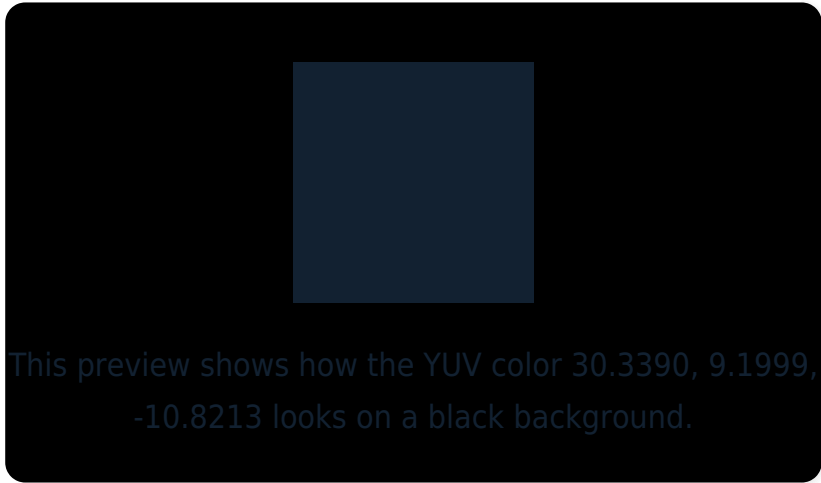 This preview shows how the YUV color 30.3390, 9.1999,
-10.8213 looks on a black background.